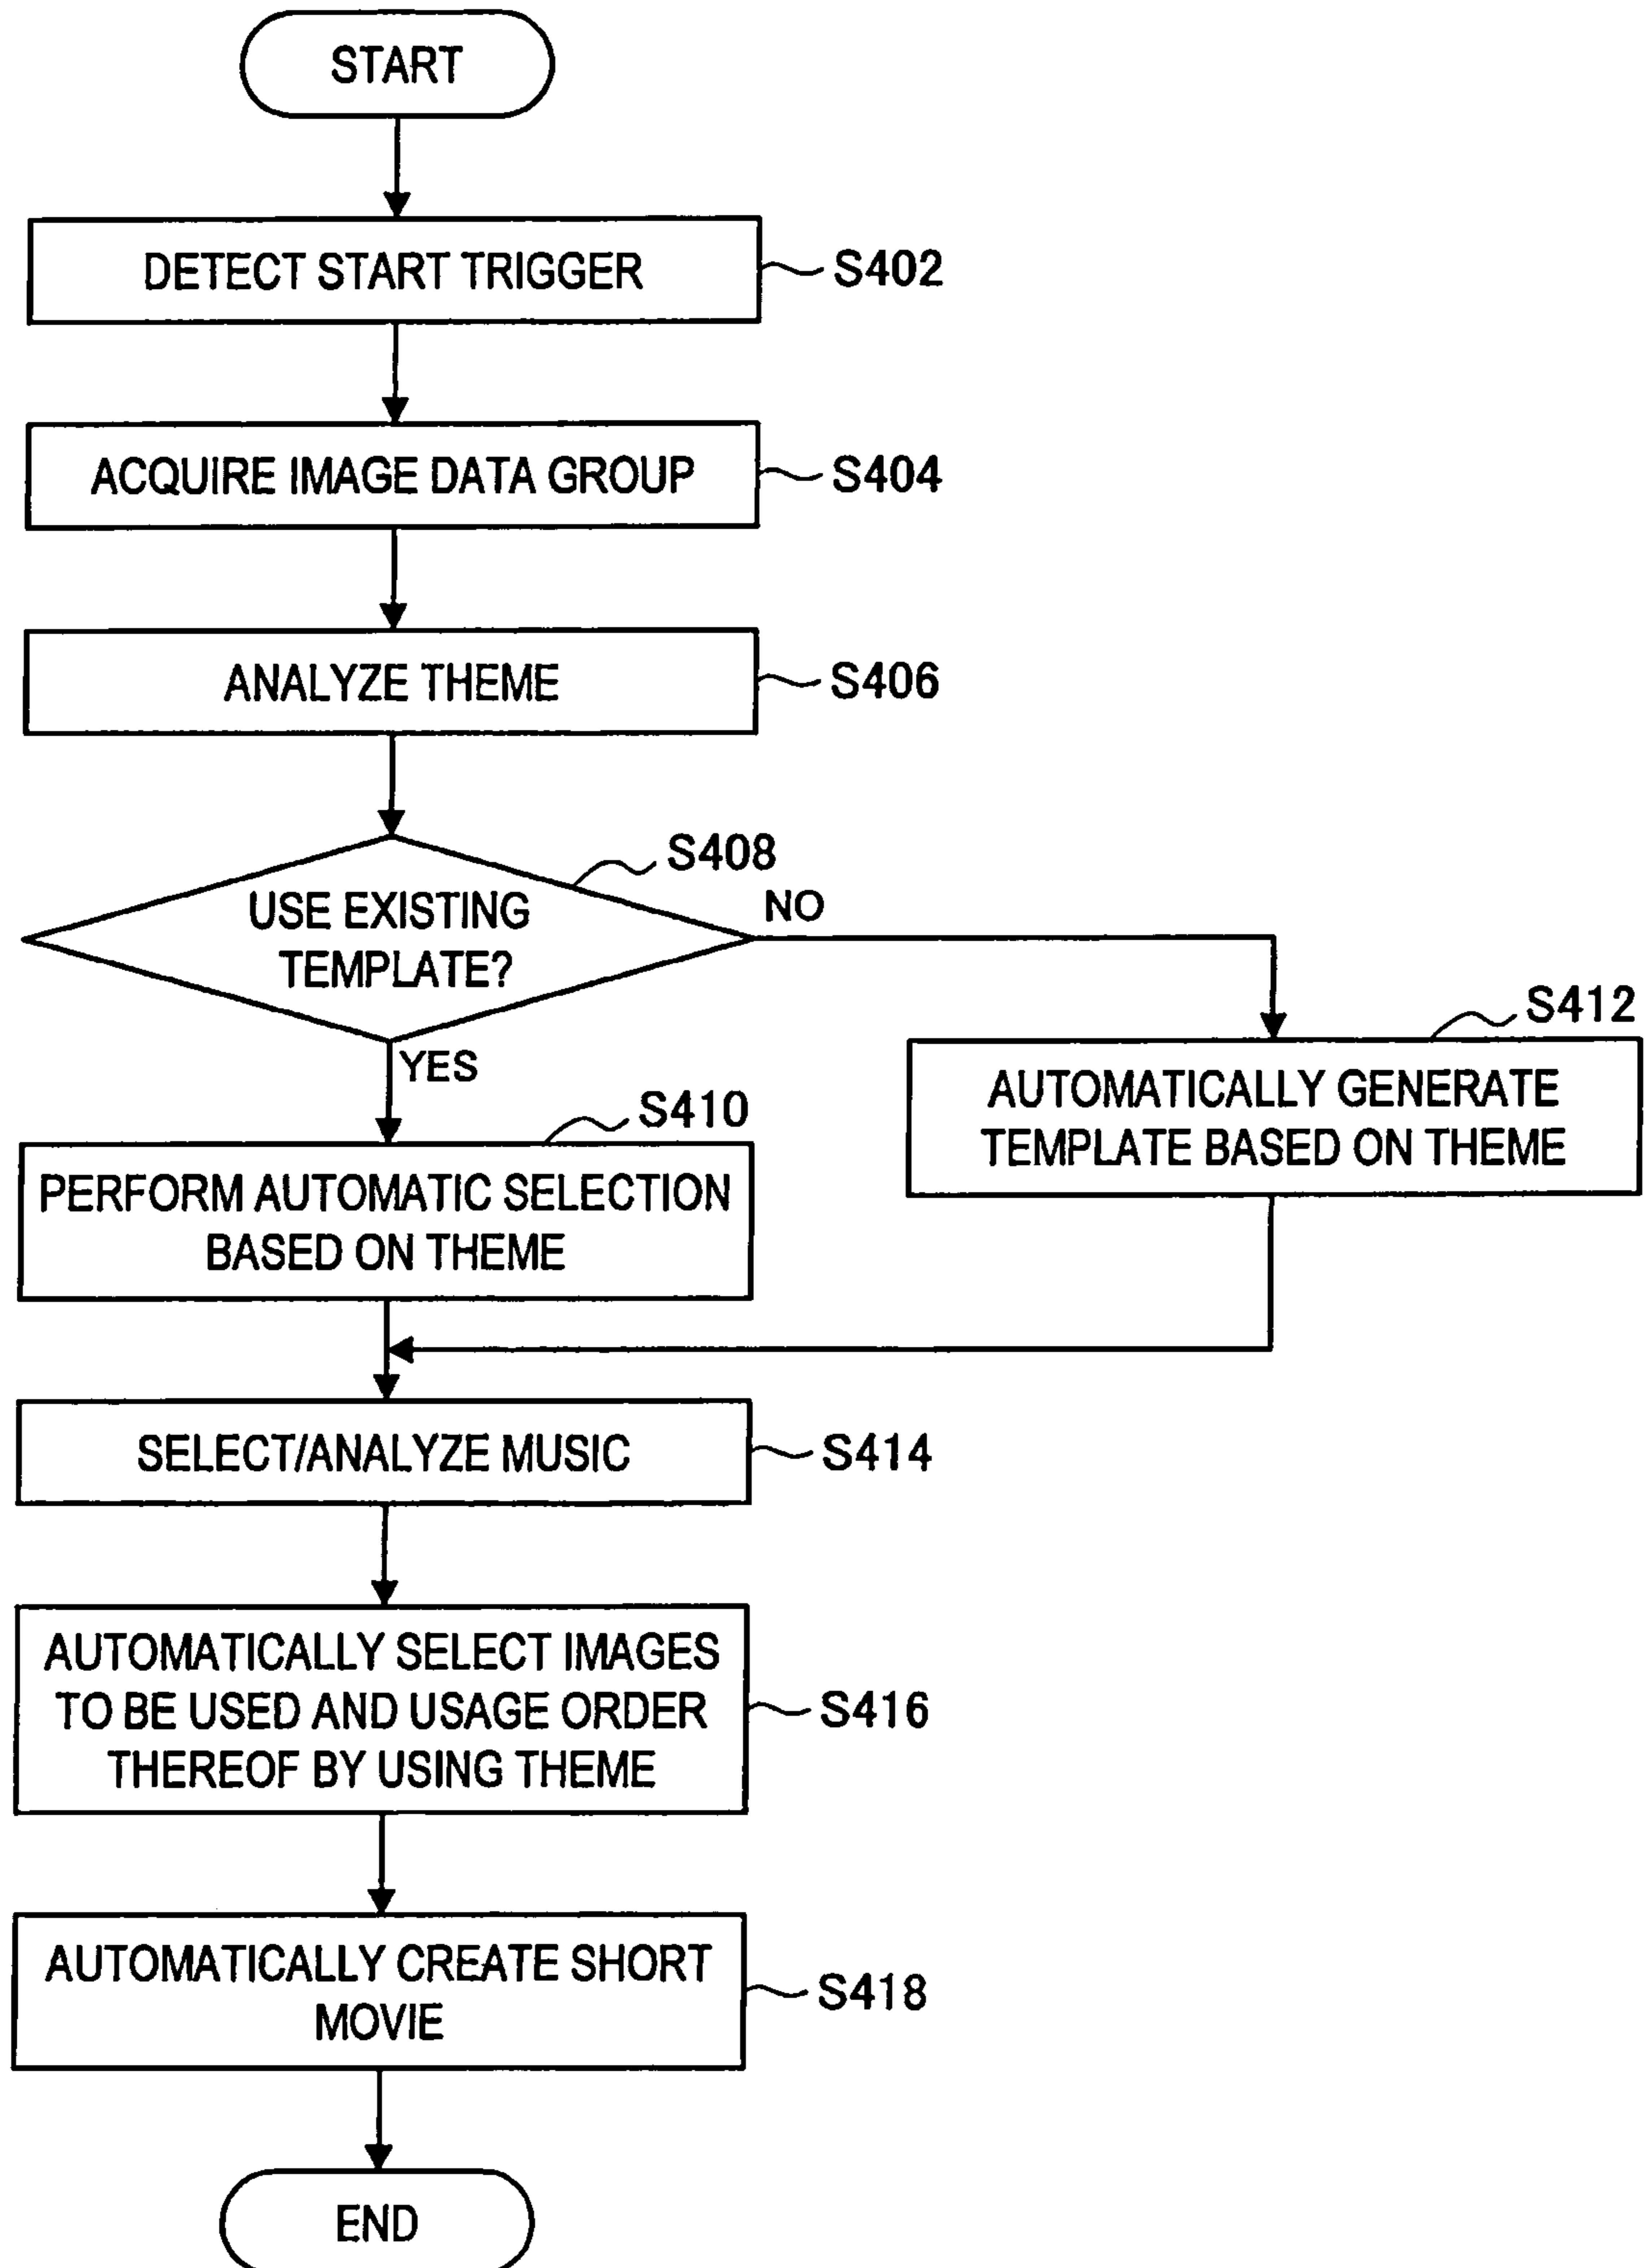 START
DETECT START TRIGGER
S402
ACQUIRE IMAGE DATA GROUP
S404
ANALYZE THEME
S406
S408
USE EXISTING
TEMPLATE?
NO
YES
S412
AUTOMATICALLY GENERATE
TEMPLATE BASED ON THEME
S410
PERFORM AUTOMATIC SELECTION
BASED ON THEME
SELECT/ANALYZE MUSIC
S414
AUTOMATICALLY SELECT IMAGES
TO BE USED AND USAGE ORDER
THEREOF BY USING THEME
S416
AUTOMATICALLY CREATE SHORT
MOVIE
S418
END